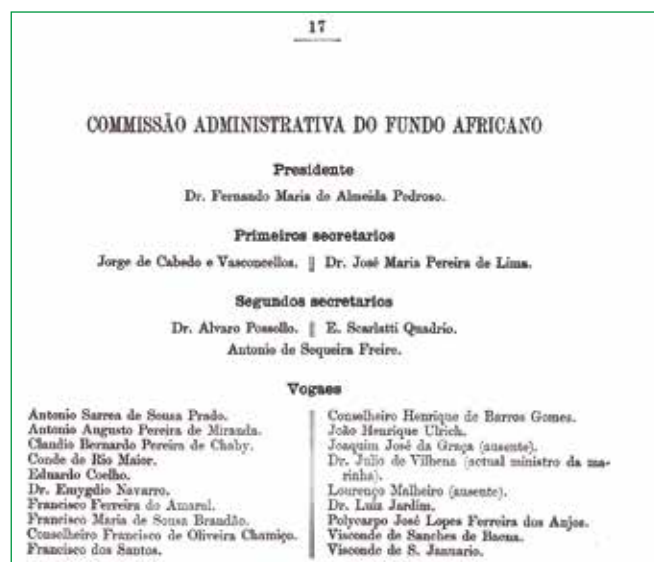 17
COMMISSÃO ADMINISTRATIVA DO FUNDO AFRICANO
Presidente
Dr. Fernando Maria de Almeida Pedroso.
Primeiros secretarios
Jorge de Cabedo e Vasconcellos. || Dr. José Maria Pereira de Lima.
Segundos secretarios
Dr. Alvaro Possollo. || E. Scarlatti Quadrio.
Antonio de Sequeira Freire.
Vogaes
Antonio Sarrea de Sousa Prado.
Antonio Augusto Pereira de Miranda.
Claudio Bernardo Pereira de Chaby.
Conde de Rio Maior.
Eduardo Coelho.
Dr. Emygdio Navarro.
Francisco Ferreira do Amaral.
Francisco Maria de Sousa Brandão.
Conselheiro Francisco de Oliveira Chamiço.
Francisco dos Santos.
Conselheiro Henrique de Barros Gomes.
João Henrique Ulrich.
Joaquim José da Graça (ausente).
Dr. Julio de Vilhena (actual ministro da ma-
rinha).
Lourenço Malheiro (ausente).
Dr. Luiz Jardim.
Polycarpo José Lopes Ferreira dos Anjos.
Visconde de Sanches de Baena.
Visconde de S. Januario.